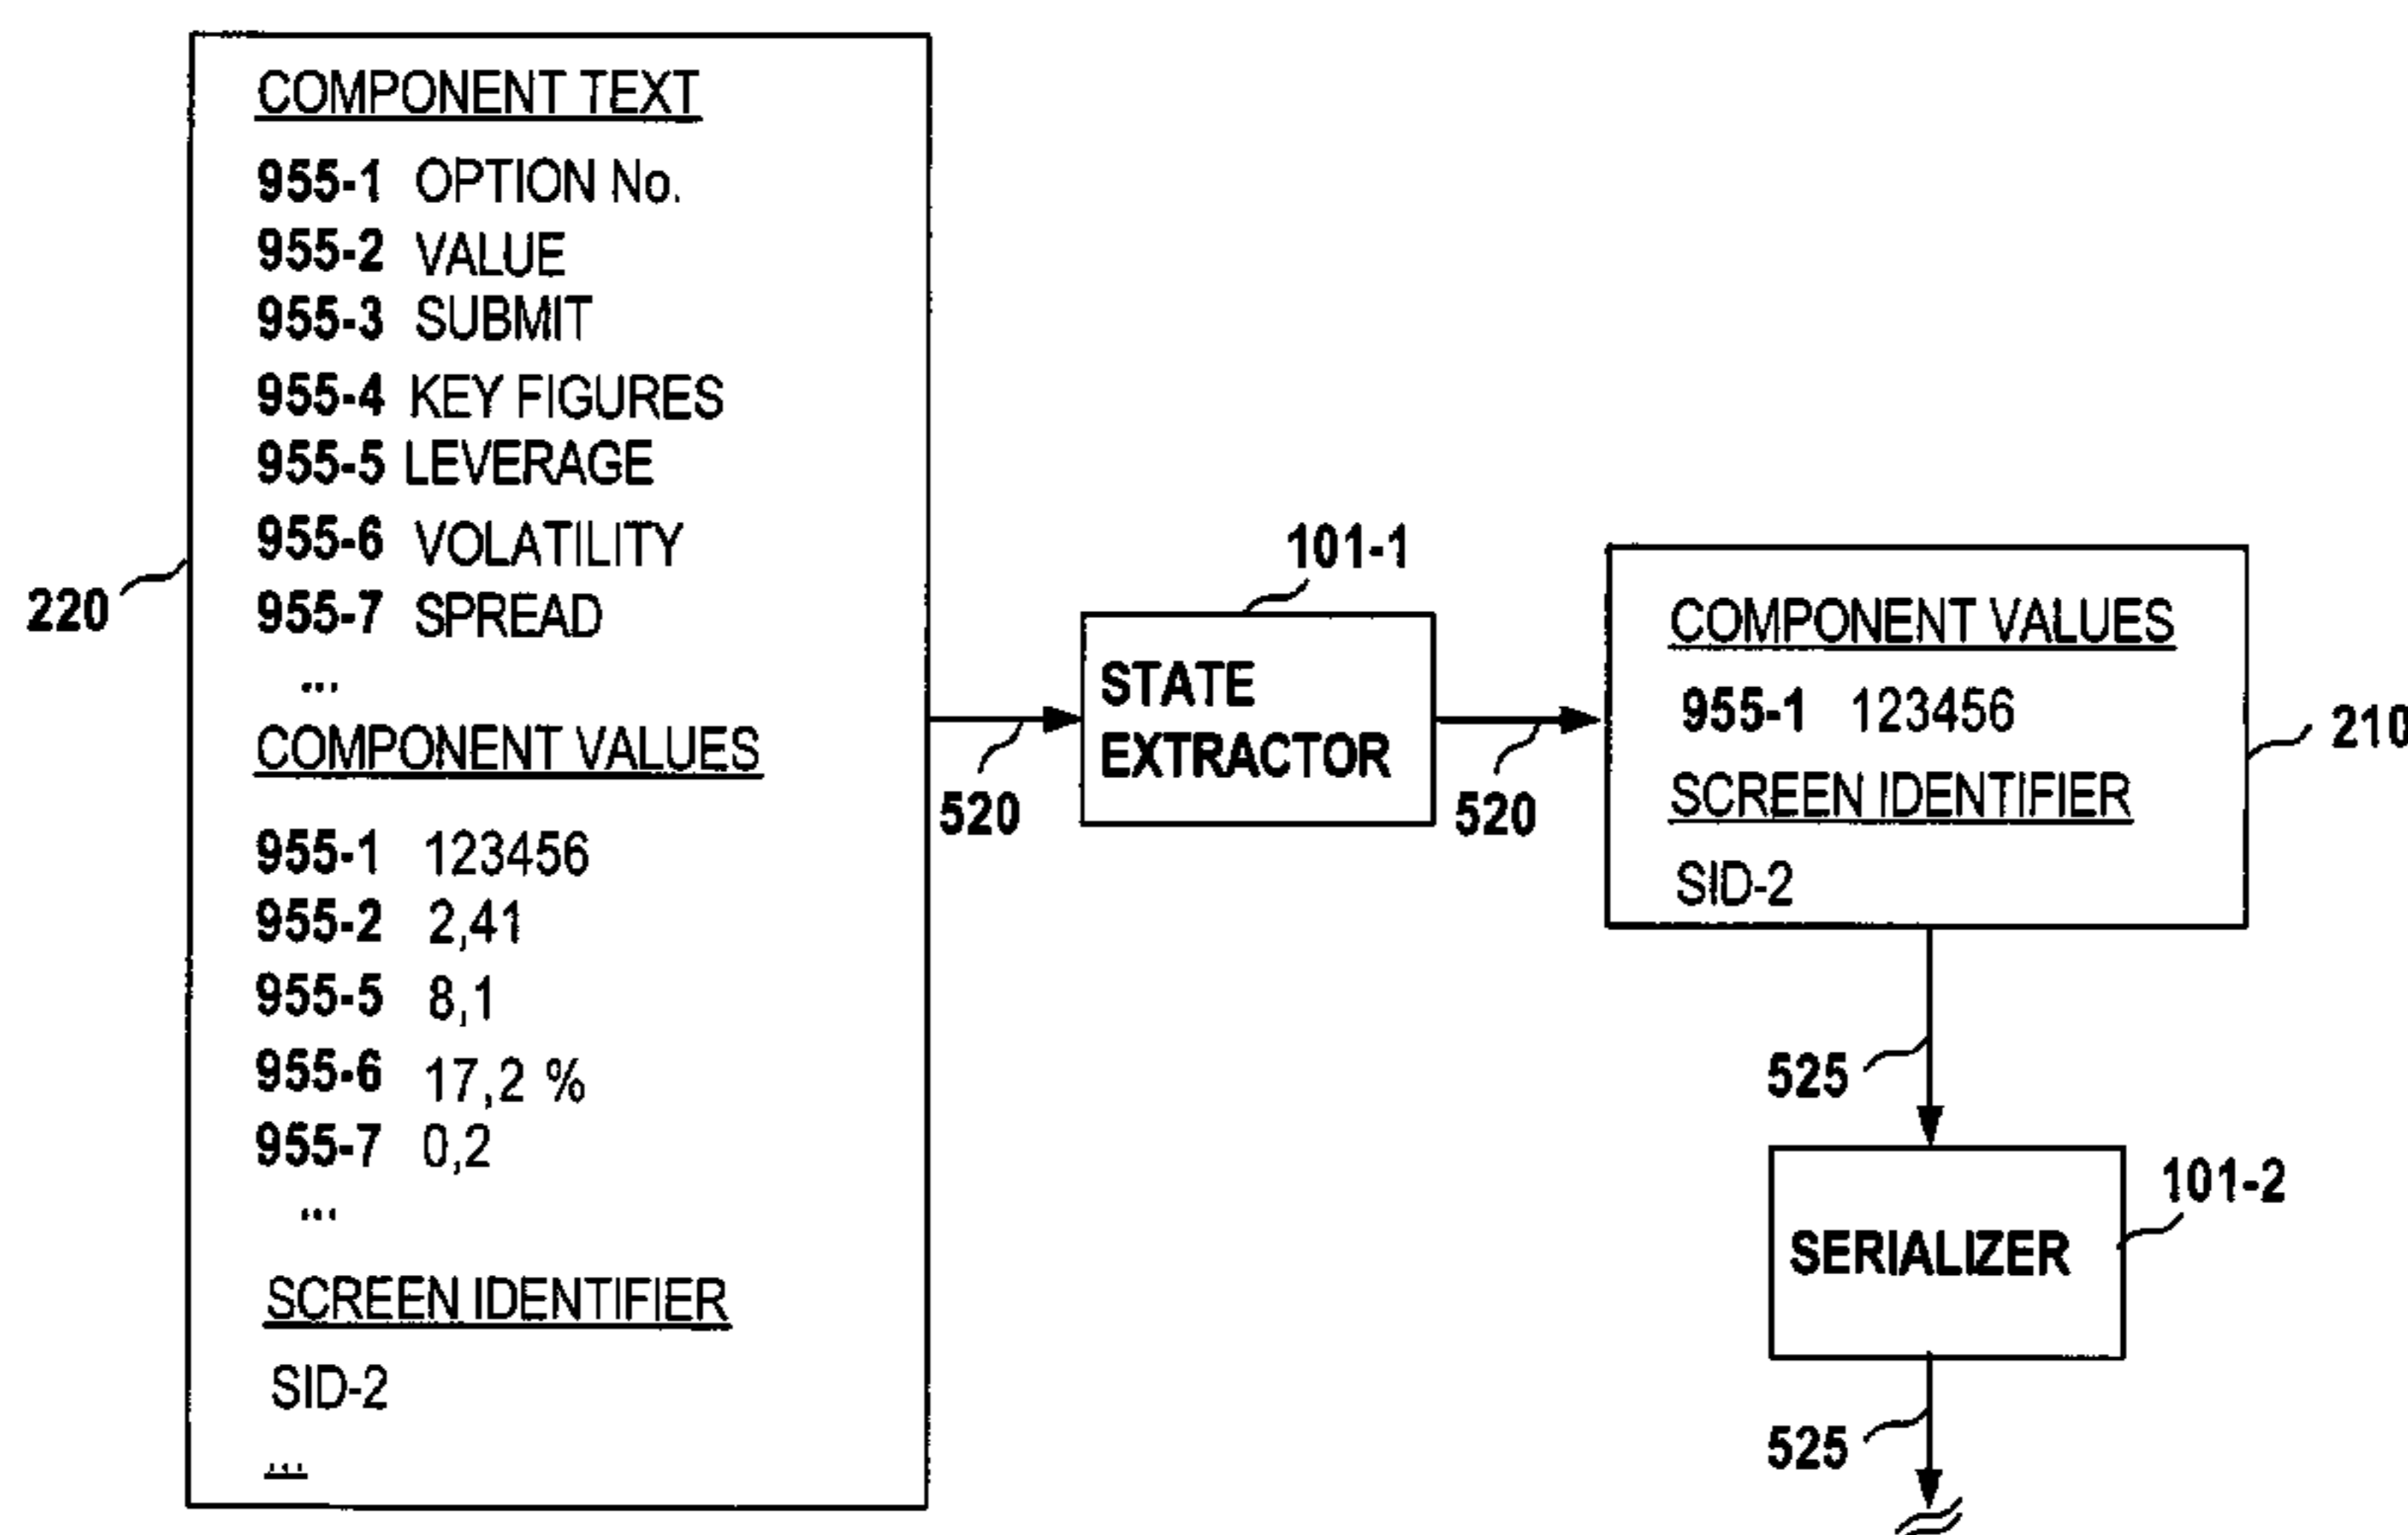 COMPONENT TEXT
955-1 OPTION No.
955-2 VALUE
955-3 SUBMIT
955-4 KEY FIGURES
955-5 LEVERAGE
955-6 VOLATILITY
955-7 SPREAD
...
COMPONENT VALUES
955-1 123456
955-2 2,41
955-5 8,1
955-6 17,2 %
955-7 0,2
...
SCREEN IDENTIFIER
SID-2
...
220
520
101-1
STATE
EXTRACTOR
520
COMPONENT VALUES
955-1 123456
SCREEN IDENTIFIER
SID-2
210
525
101-2
SERIALIZER
525